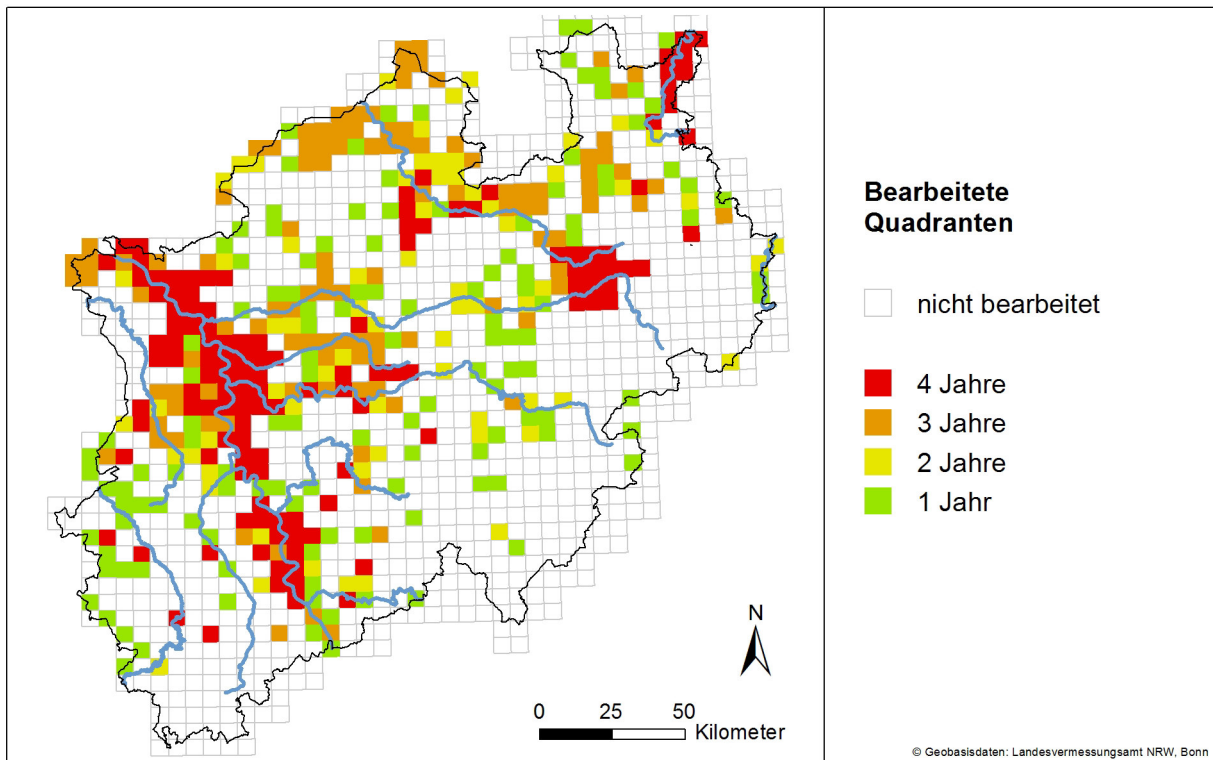 Bearbeitete
Quadranten
nicht bearbeitet
4 Jahre
3 Jahre
2 Jahre
1 Jahr
N
0 25 50
Kilometer
© Geobasisdaten: Landesvermessungsamt NRW, Bonn